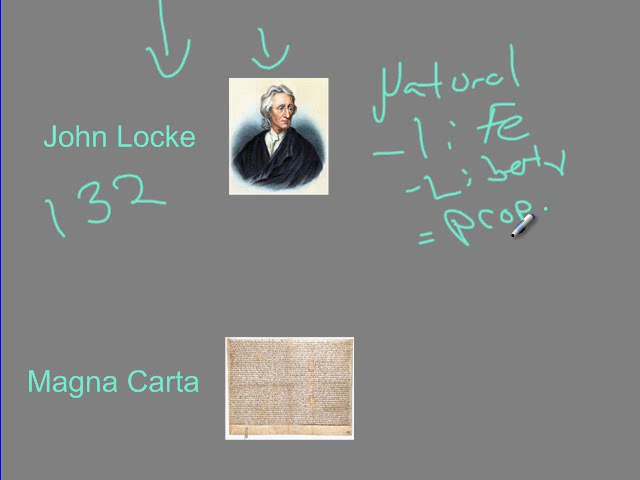 Natural
John Locke
- life
132
- Liberty
= prop.
Magna Carta